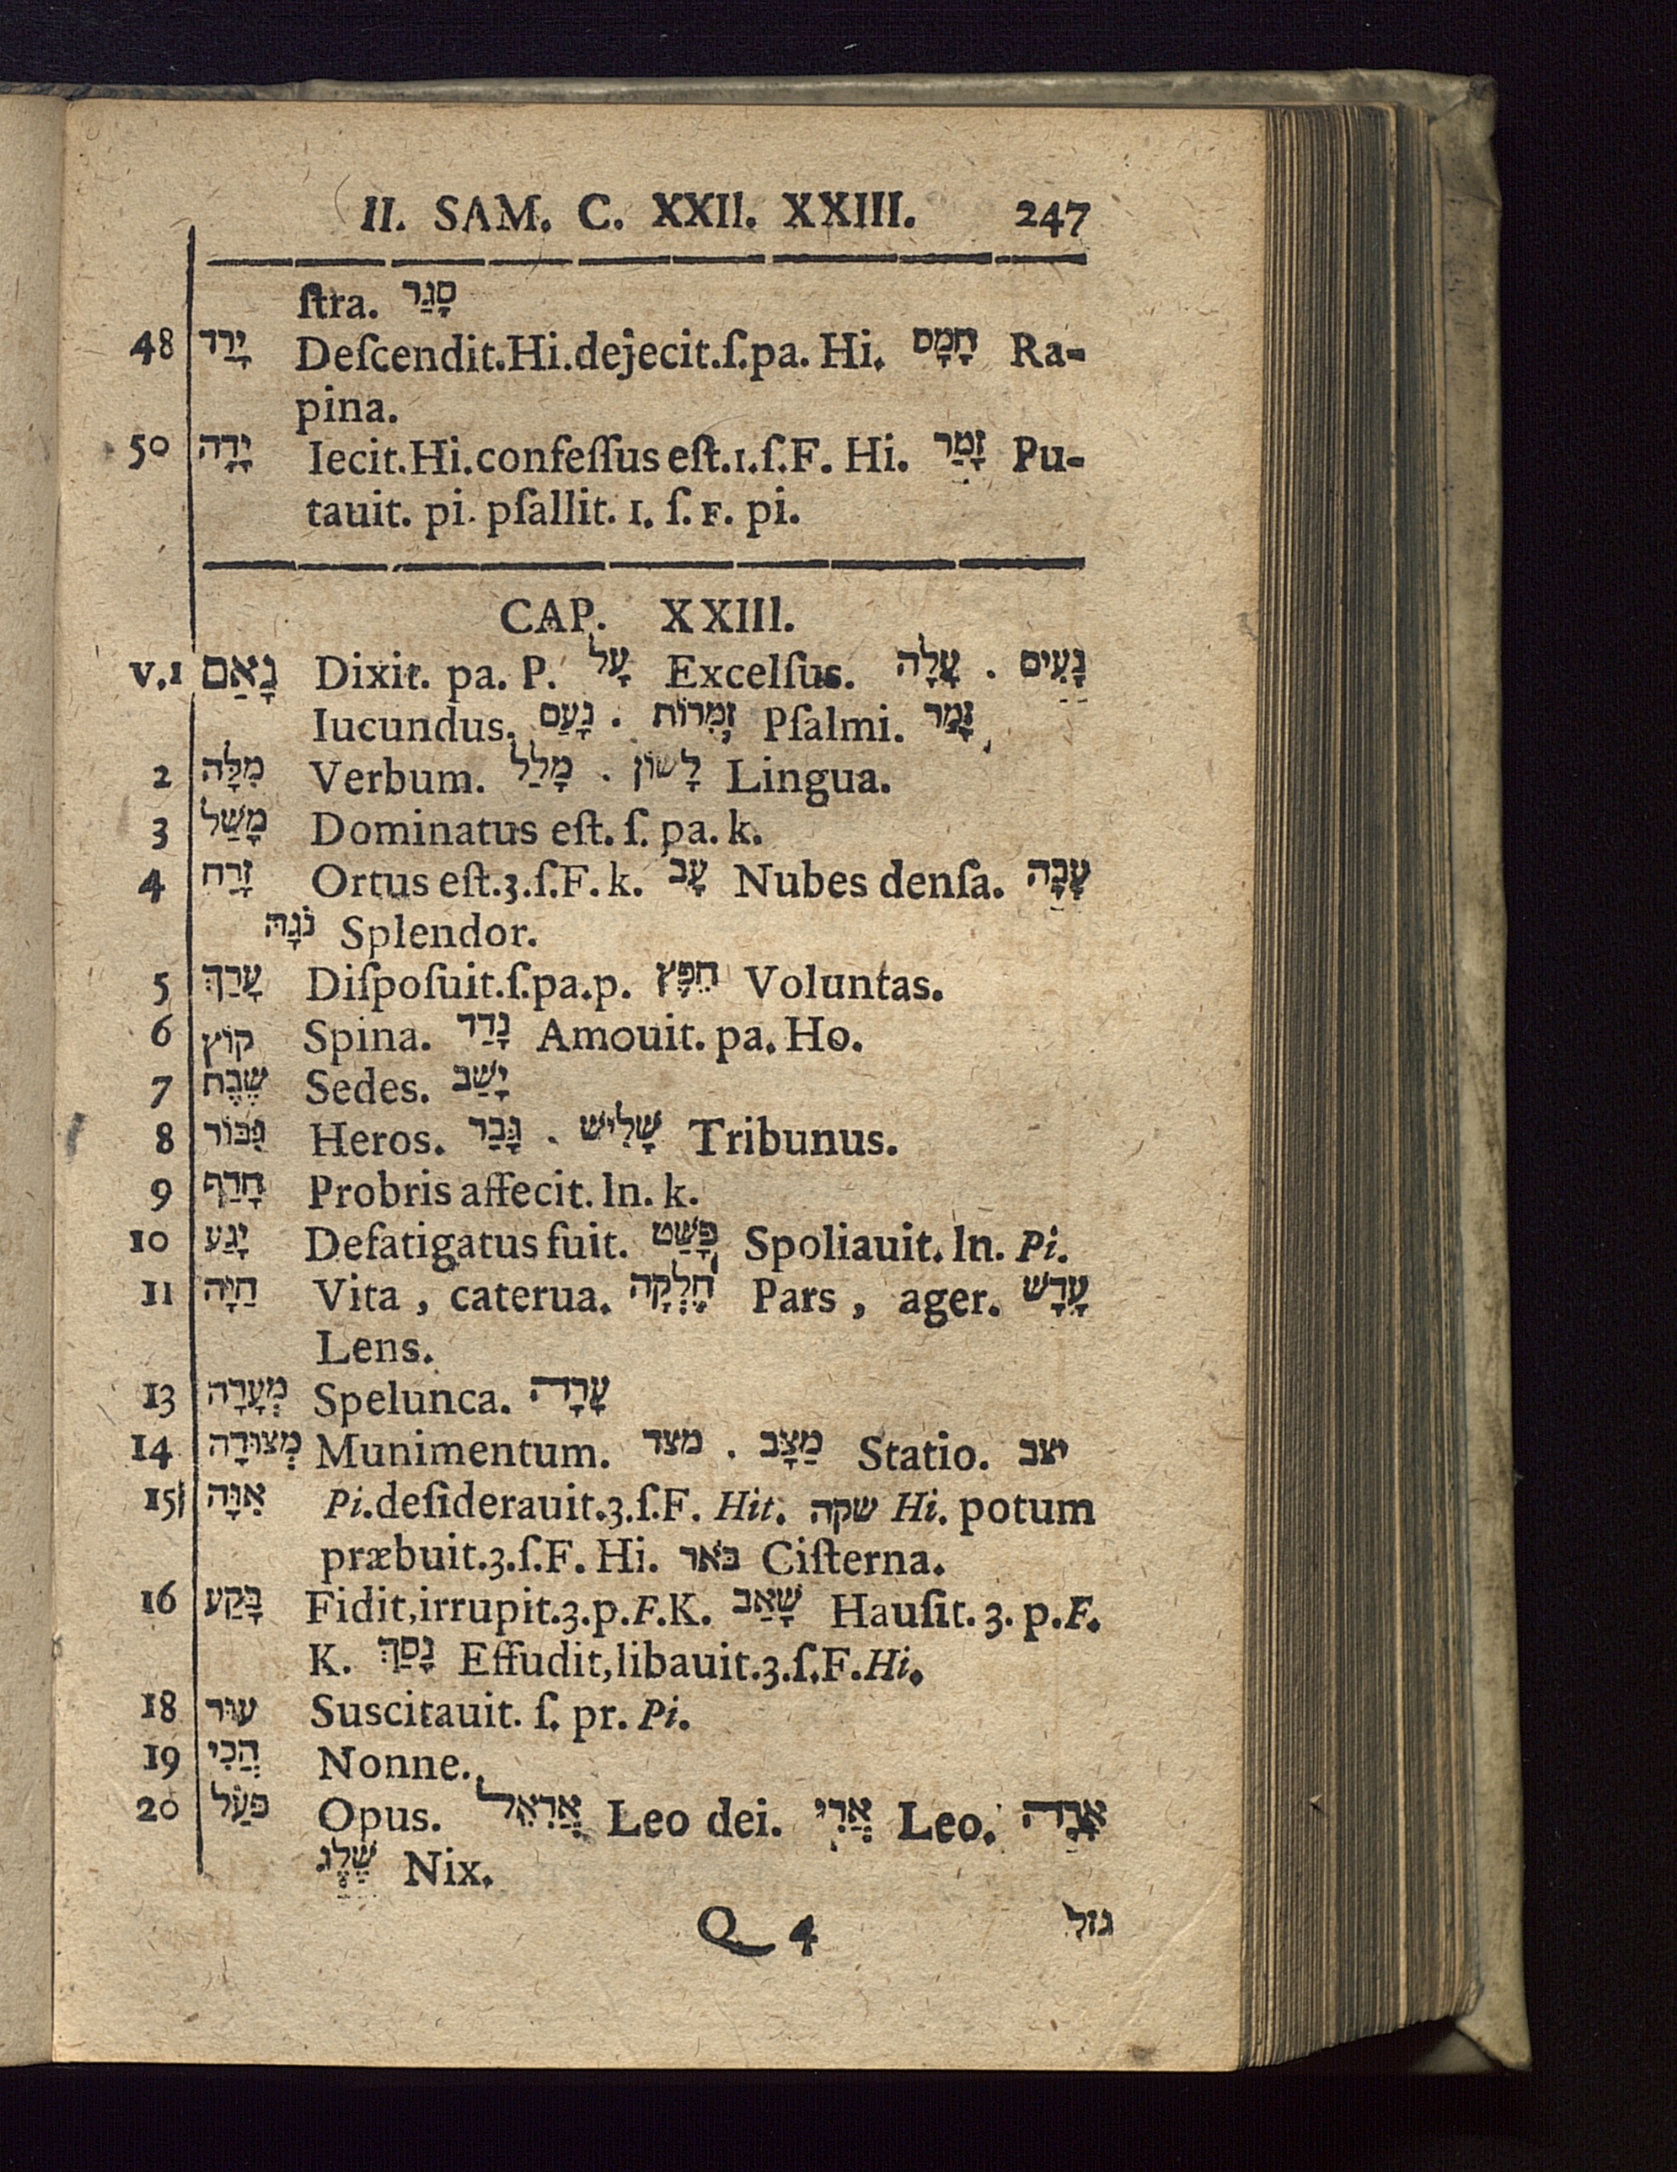 II. SAM. C. XXII. XXIII. 247
ſtra. סָגַר
48 יָרַד Deſcendit.Hi.dejecit.ſ.pa. Hi. חָמָס Ra-
pina.
50 יָדָה Iecit.Hi.confeſſus eſt.1.ſ.F. Hi. זָמַר Pu-
tauit. pi. pſallit. 1. ſ. F. pi.
CAP. XXIII.
V.1 נָאַם Dixit. pa. P. עָל Excelſus. עָלָה . נָעִים
Iucundus. נָעַם . זְמִרוֹת Pſalmi. זָמַר
2 מִלָּה Verbum. מָלַל . לָשׁוֹן Lingua.
3 מָשַׁל Dominatus eſt. ſ. pa. k.
4 זָרַח Ortus eſt.3.ſ.F. k. עָב Nubes denſa. עָבָה
נֹגָהּ Splendor.
5 עָרַךְ Diſpoſuit.ſ.pa.p. חֵפֶץ Voluntas.
6 קוֹץ Spina. נָדַד Amouit. pa. Ho.
7 שֶׁבֶת Sedes. יָשַׁב
8 גִּבּוֹר Heros. גָּבַר . שָׁלִישׁ Tribunus.
9 חָרַף Probris affecit. ln. k.
10 יָגַע Defatigatus fuit. פָּשַׁט Spoliauit. ln. Pi.
11 חַיָּה Vita , caterua. חֶלְקָה Pars , ager. עָדָשׁ
Lens.
13 מְעָרָה Spelunca. עָרָה
14 מְצוּדָה Munimentum. מצד . מַצָּב Statio. יצב
15 אִוָּה Pi.deſiderauit.3.ſ.F. Hit. שקה Hi. potum
præbuit.3.ſ.F. Hi. בֹּאר Ciſterna.
16 בָּקַע Fidit,irrupit.3.p.F.K. שָׁאַב Hauſit. 3. p.F.
K. נָסַךְ Effudit,libauit.3.ſ.F.Hi.
18 עוּר Suscitauit. ſ. pr. Pi.
19 הֲכִי Nonne.
20 פֹּעַל Opus. אֲרִאֵל Leo dei. אֲרִי Leo. אָרָה
שֶׁלֶג Nix.
Q 4 גזל